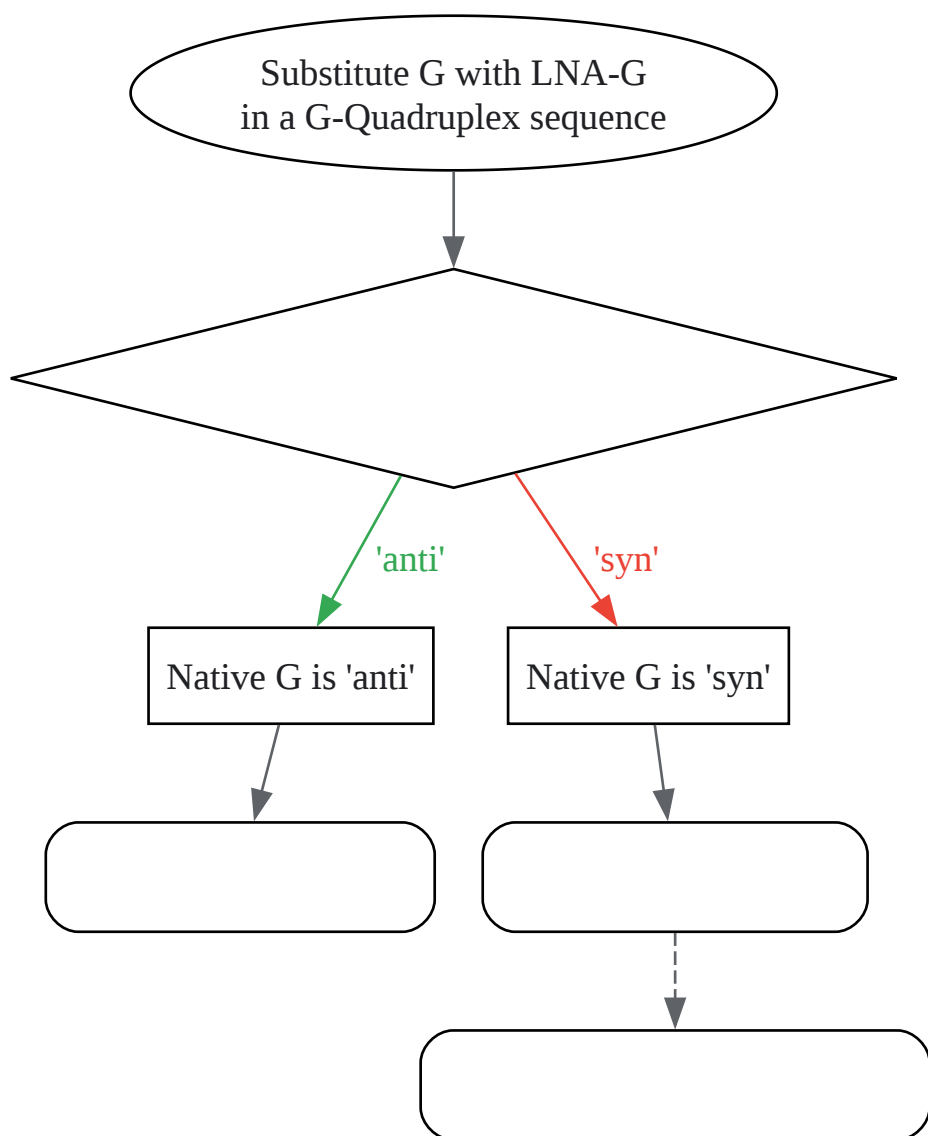 Substitute G with LNA-G
in a G-Quadruplex sequence
'anti'
'syn'
Native G is 'anti'
Native G is 'syn'